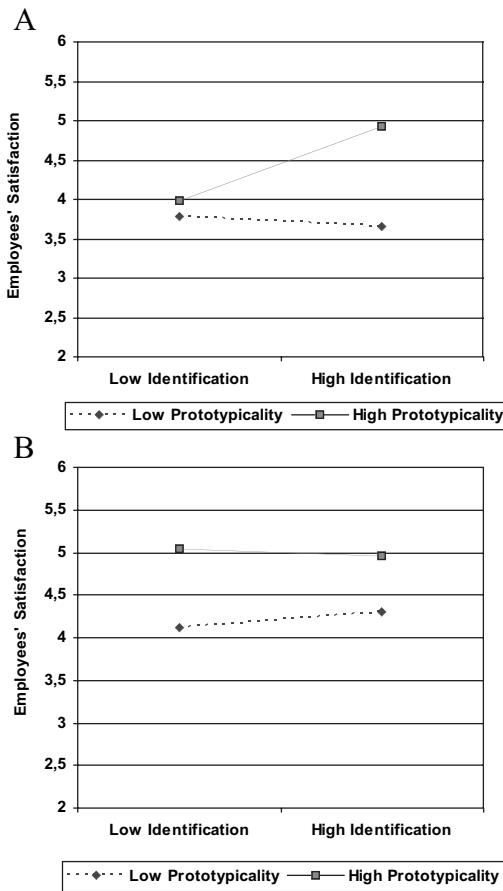 A
6
5,5
5
4,5
4
3,5
3
2,5
2
Employees' Satisfaction
Low Identification High Identification
Low Prototypicality High Prototypicality
B
6
5,5
5
4,5
4
3,5
3
2,5
2
Employees' Satisfaction
Low Identification High Identification
Low Prototypicality High Prototypicality